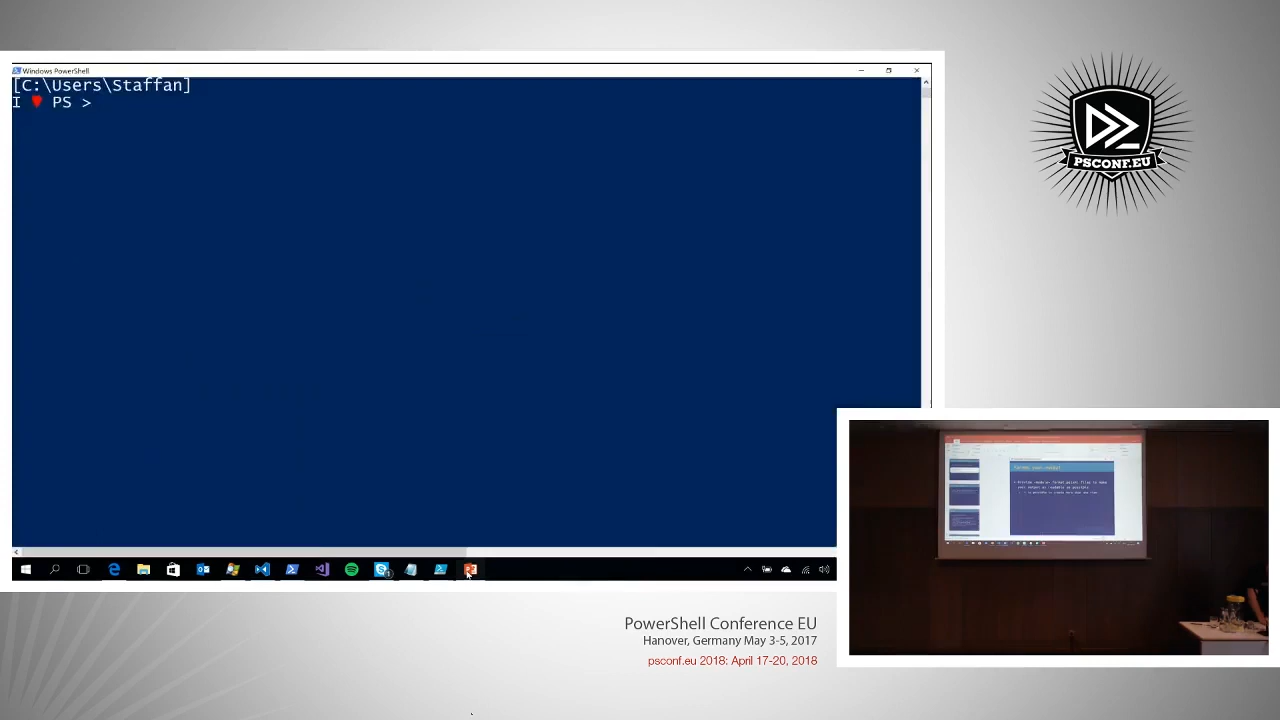 Windows PowerShell
[C:\Users\Staffan]
I ♥ PS >
PSCONF.EU
PowerShell Conference EU
Hanover, Germany May 3-5, 2017
psconf.eu 2018: April 17-20, 2018